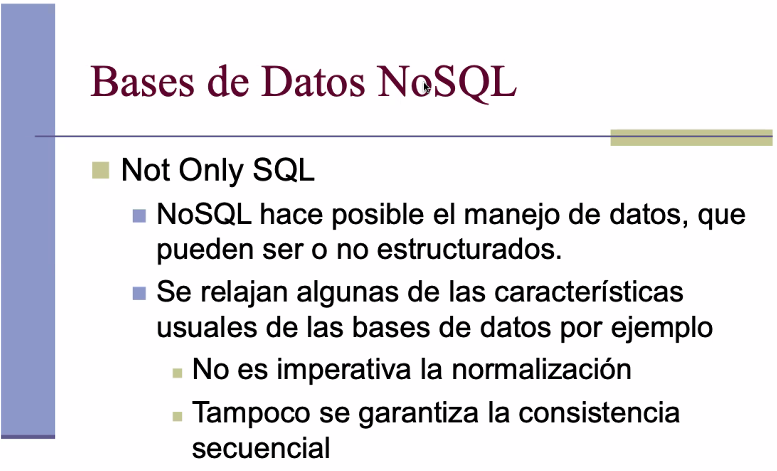 Bases de Datos NoSQL
Not Only SQL
NoSQL hace posible el manejo de datos, que
pueden ser o no estructurados.
Se relajan algunas de las características
usuales de las bases de datos por ejemplo
No es imperativa la normalización
Tampoco se garantiza la consistencia
secuencial